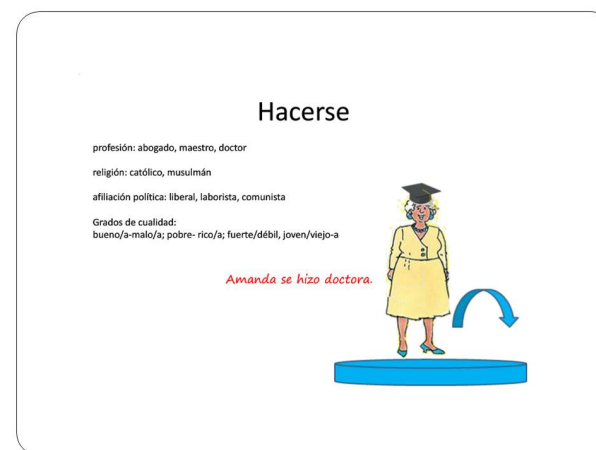 Hacerse
profesión: abogado, maestro, doctor
religión: católico, musulmán
afiliación política: liberal, laborista, comunista
Grados de cualidad:
bueno/a-malo/a; pobre- rico/a; fuerte/débil, joven/viejo-a
Amanda se hizo doctora.